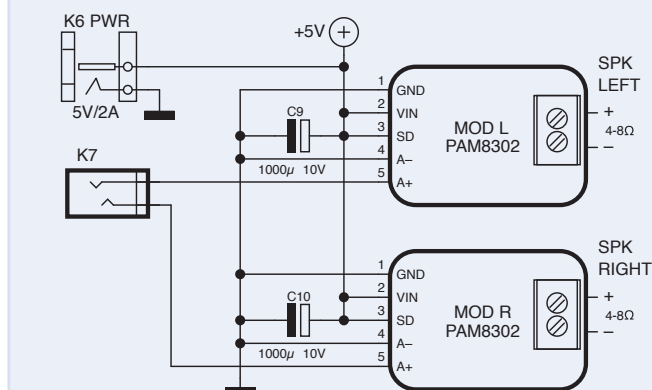 K6 PWR
5V/2A
+5V
K7
C9
1000µ 10V
1
2
3
4
5
GND
VIN
SD
A–
A+
MOD L
PAM8302
SPK
LEFT
+
4-8Ω
–
C10
1000µ 10V
1
2
3
4
5
GND
VIN
SD
A–
A+
MOD R
PAM8302
SPK
RIGHT
+
4-8Ω
–